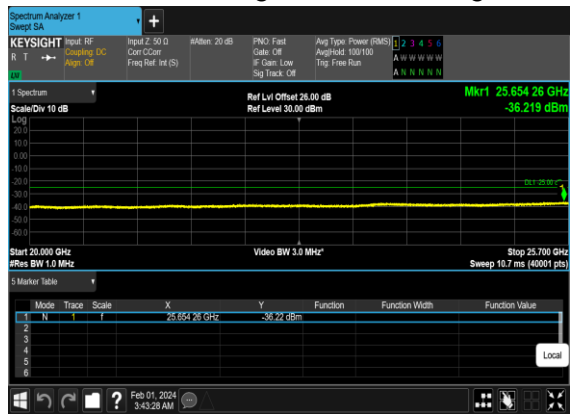 Spectrum Analyzer 1
Swept SA
+
KEYSIGHT Input: RF Input Z: 50 Ω #Atten: 20 dB PNO: Fast Avg Type: Power (RMS) 1 2 3 4 5 6
R T Coupling: DC Corr CCorr Gate: Off Avg|Hold: 100/100 A W W W W W
Align: Off Freq Ref: Int (S) IF Gain: Low Trig: Free Run
LW Sig Track: Off A N N N N N
1 Spectrum Ref Lvl Offset 26.00 dB Mkr1 25.654 26 GHz
Scale/Div 10 dB Ref Level 30.00 dBm -36.219 dBm
Log
20.0
10.0
0.00
-10.0
-20.0
DL1 -25.00
-30.0
-40.0
-50.0
-60.0
1
Start 20.000 GHz Video BW 3.0 MHz* Stop 25.700 GHz
#Res BW 1.0 MHz Sweep 10.7 ms (40001 pts)
5 Marker Table
Mode Trace Scale X Y Function Function Width Function Value
1 N 1 f 25.654 26 GHz -36.22 dBm
2
3
4
5
6
Local
? Feb 01, 2024
3:43:28 AM